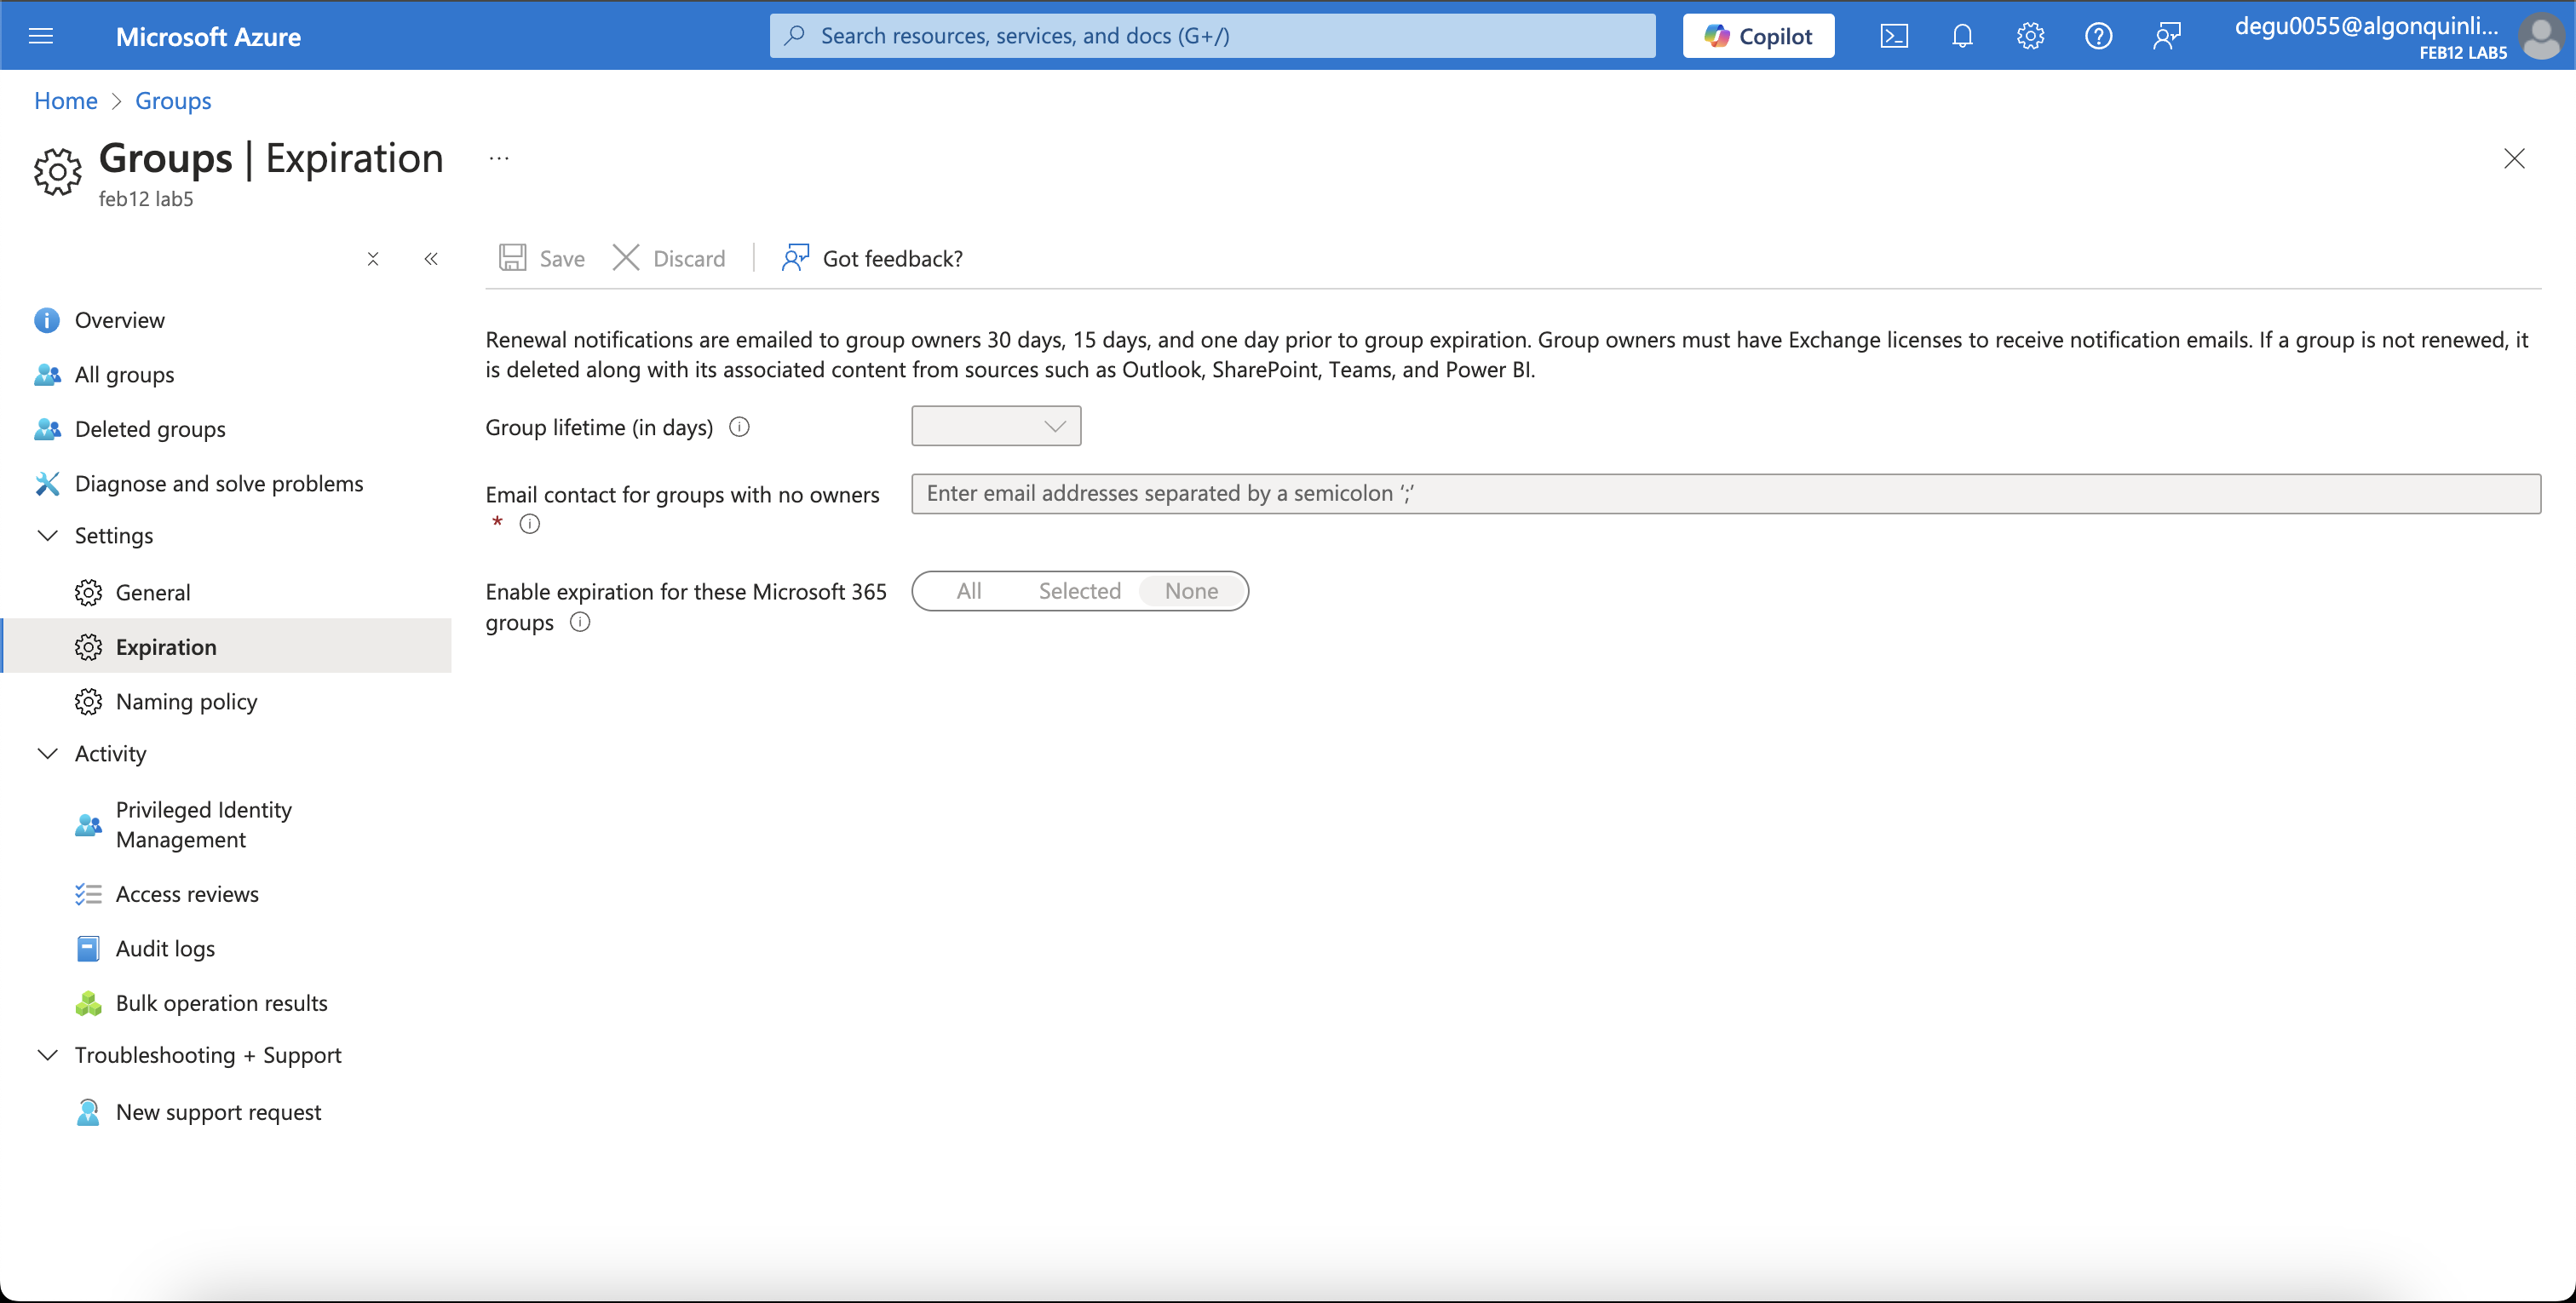 Microsoft Azure
Search resources, services, and docs (G+/)
Copilot
degu0055@algonquinli...
FEB12 LAB5
Home > Groups
Groups | Expiration ...
feb12 lab5
Save
Discard
Got feedback?
Overview
All groups
Deleted groups
Diagnose and solve problems
Settings
General
Expiration
Naming policy
Activity
Privileged Identity
Management
Access reviews
Audit logs
Bulk operation results
Troubleshooting + Support
New support request
Renewal notifications are emailed to group owners 30 days, 15 days, and one day prior to group expiration. Group owners must have Exchange licenses to receive notification emails. If a group is not renewed, it
is deleted along with its associated content from sources such as Outlook, SharePoint, Teams, and Power BI.
Group lifetime (in days)
Email contact for groups with no owners
*
Enter email addresses separated by a semicolon ‘;’
Enable expiration for these Microsoft 365
groups
All
Selected
None